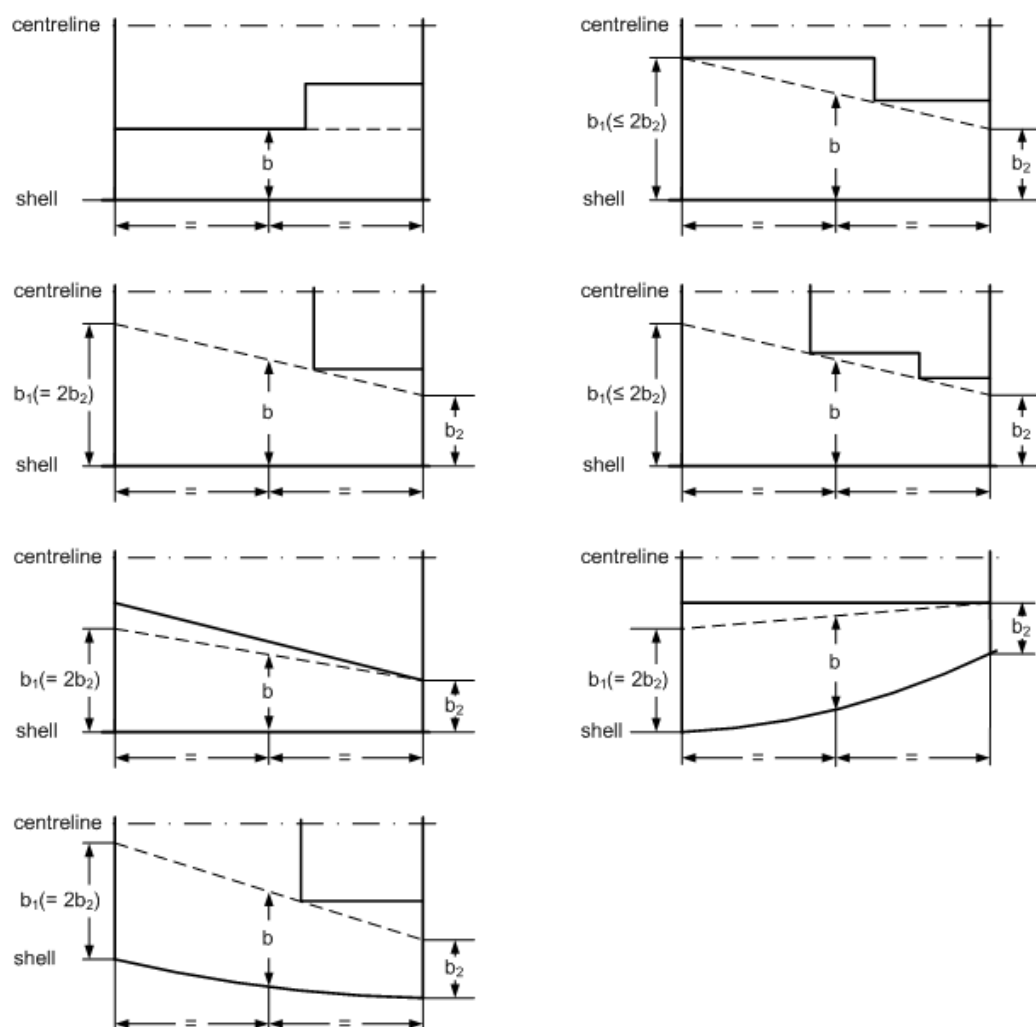 centreline
b
shell
= =
centreline
b₁(≤ 2b₂)
b
b₂
shell
= =
centreline
b₁(= 2b₂)
b
b₂
shell
= =
centreline
b₁(≤ 2b₂)
b
b₂
shell
= =
centreline
b₁(= 2b₂)
b
b₂
shell
= =
centreline
b₂
b
b₁(= 2b₂)
shell
= =
centreline
b₁(= 2b₂)
b
shell
b₂
= =